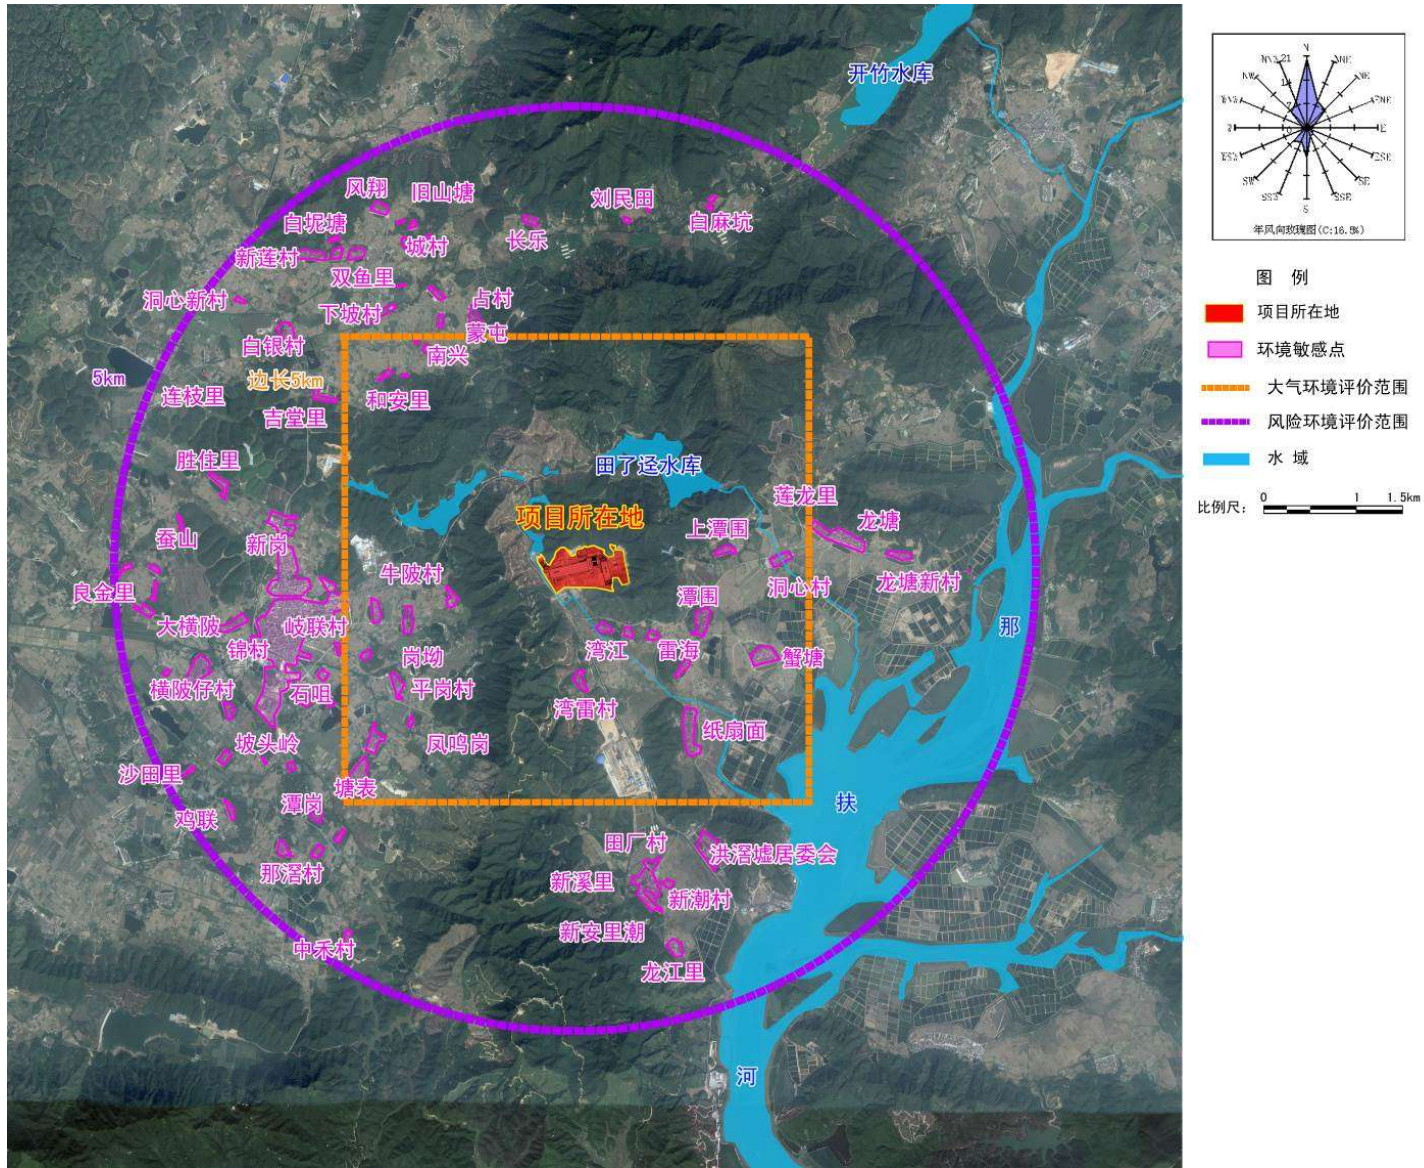 开竹水库
风翔
旧山塘
刘民田
白坭塘
白麻坑
城村
长乐
新莲村
双鱼里
洞心新村
占村
下坡村
蒙屯
白银村
南兴
5km
边长5km
连枝里
和安里
吉堂里
胜住里
田了迳水库
莲龙里
项目所在地
龙塘
蚕山
新岗
上潭围
牛陂村
洞心村
龙塘新村
良金里
潭围
大横陂
岐联村
那
锦村
岗坳
湾江
雷海
蟹塘
横陂仔村
石咀
平岗村
湾雷村
纸扇面
坡头岭
凤鸣岗
沙田里
塘表
扶
潭岗
鸡联
田厂村
洪滘墟居委会
那滘村
新溪里
新潮村
新安里潮
中禾村
龙江里
河
N
NNE
NE
ENE
E
ESE
SE
SSE
S
SSW
SW
WSW
NW
21
年风向玫瑰图(C:16.9%)
图 例
项目所在地
环境敏感点
大气环境评价范围
风险环境评价范围
水 域
比例尺：
0 1 1.5km